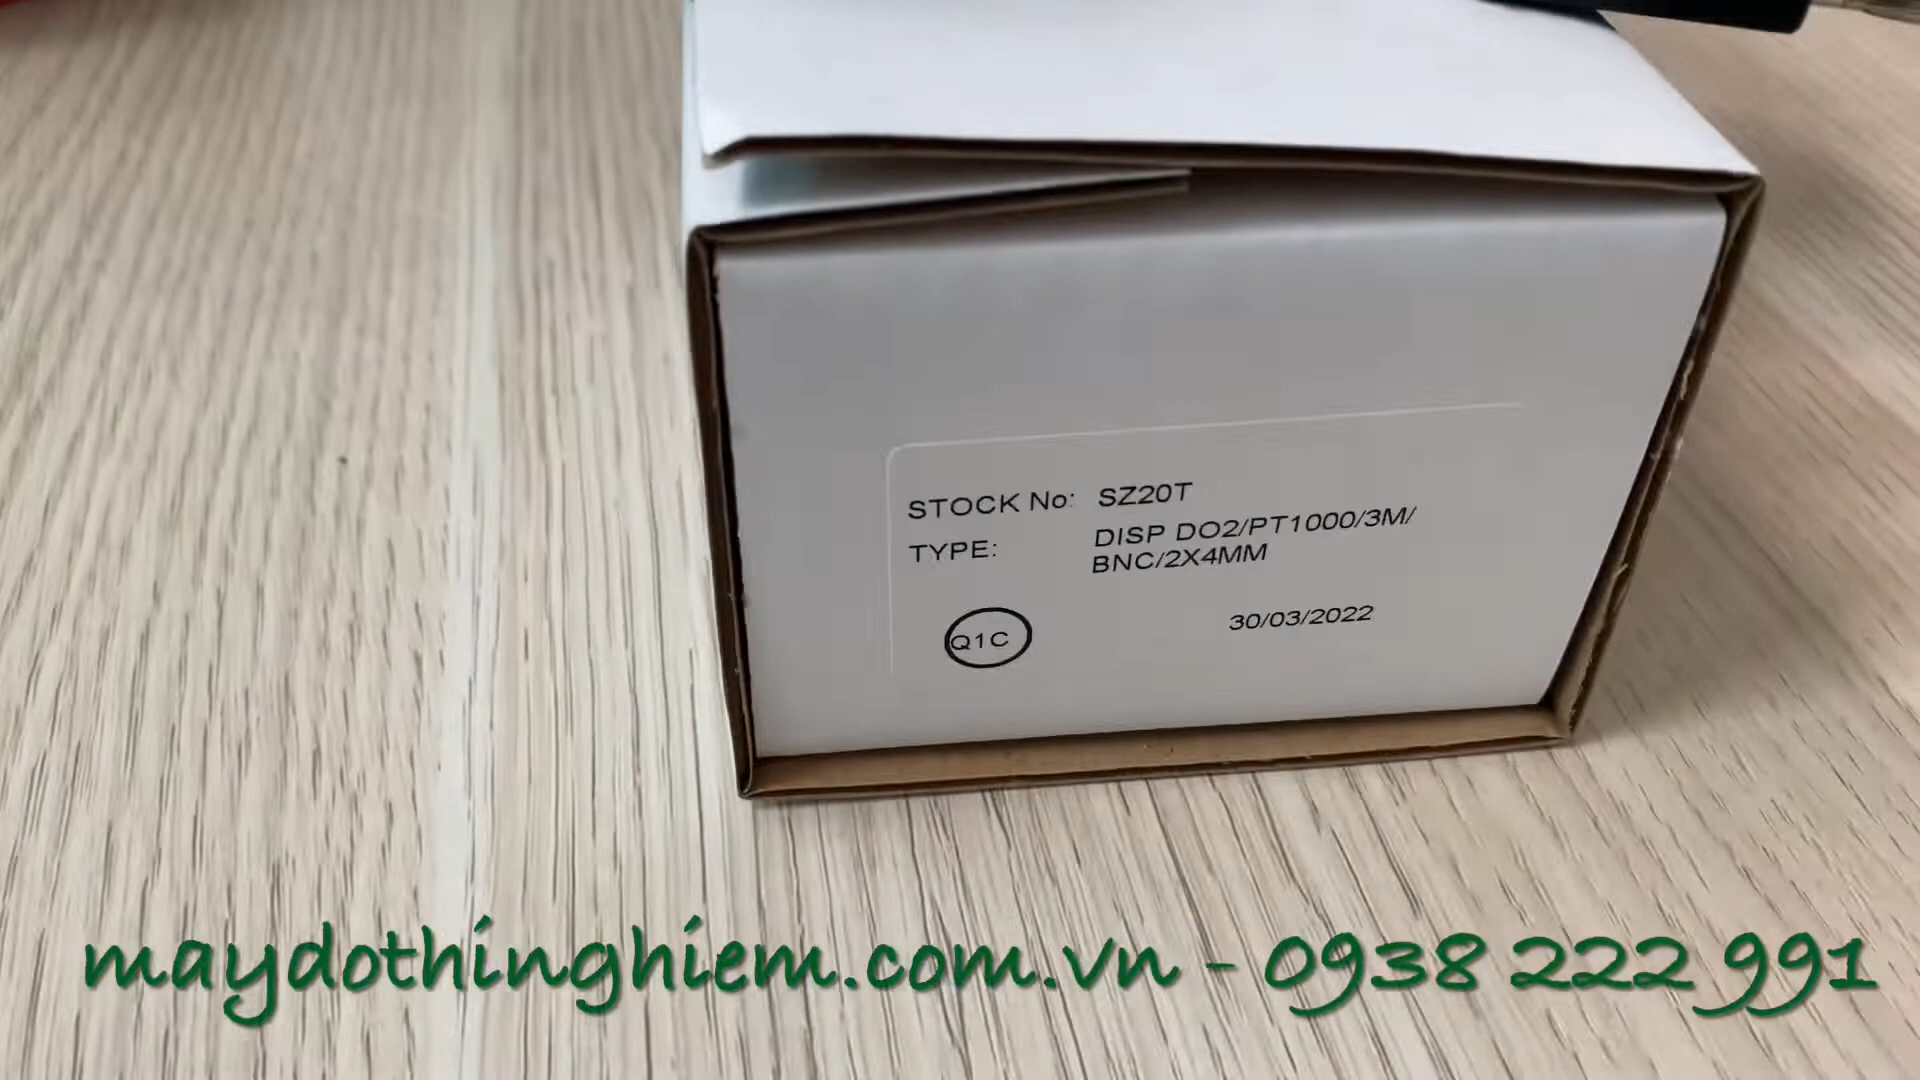 STOCK No: SZ20T
TYPE: DISP DO2/PT1000/3M/
BNC/2X4MM
Q1C 30/03/2022
maydothinghiem.com.vn - 0938 222 991